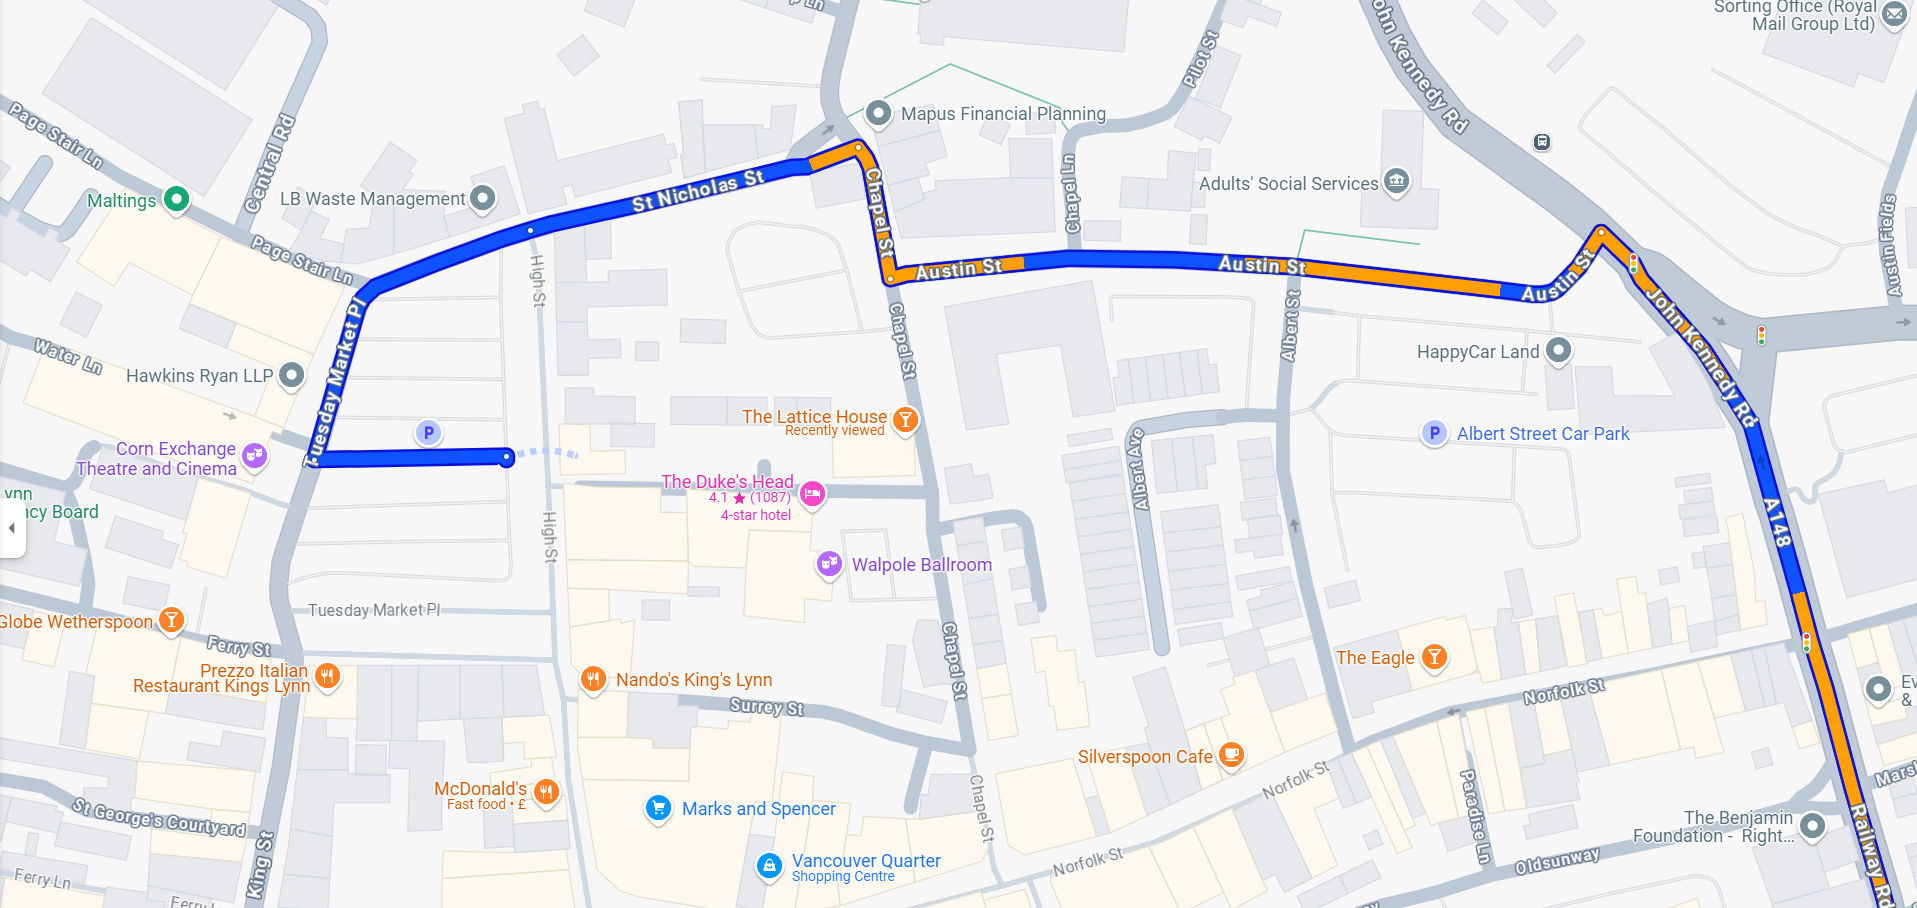 p Ln
Sorting Office (Royal
Mail Group Ltd)
John Kennedy Rd
Pilot St
Page Stair Ln
Central Rd
Mapus Financial Planning
Maltings
LB Waste Management
St Nicholas St
Chapel St
Chapel Ln
Adults' Social Services
Austin Fields
Page Stair Ln
High St
Austin St
Austin St
Austin St
John Kennedy Rd
Tuesday Market Pl
Chapel St
Albert St
Water Ln
Hawkins Ryan LLP
HappyCar Land
The Lattice House
Recently viewed
P
P
Albert Street Car Park
Corn Exchange
Theatre and Cinema
Albert Ave
The Duke's Head
4.1 ★ (1087)
4-star hotel
ynn
ncy Board
High St
A148
Walpole Ballroom
Tuesday Market Pl
Globe Wetherspoon
Ferry St
Prezzo Italian
Restaurant Kings Lynn
Chapel St
The Eagle
Norfolk St
Ev
&
Nando's King's Lynn
Surrey St
Silverspoon Cafe
Norfolk St
McDonald's
Fast food • £
Marks and Spencer
Chapel St
Paradise Ln
Marsh
St George's Courtyard
The Benjamin
Foundation - Right...
Railway Rd
King St
Vancouver Quarter
Shopping Centre
Norfolk St
Oldsunway
Ferry Ln
Ferry L